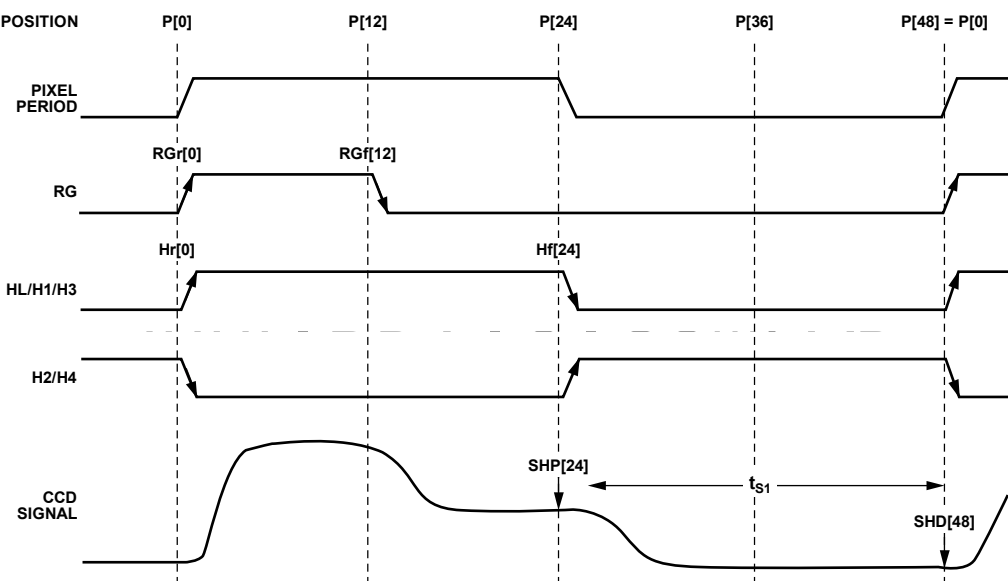 POSITION P[0] P[12] P[24] P[36] P[48] = P[0]
PIXEL
PERIOD
RGr[0] RGf[12]
RG
Hr[0] Hf[24]
HL/H1/H3
H2/H4
SHP[24]
tS1
CCD
SIGNAL
SHD[48]